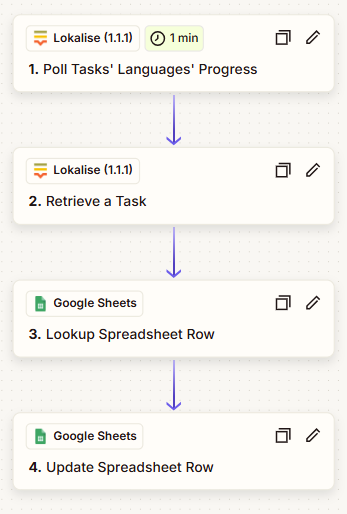 Lokalise (1.1.1) 1 min
1. Poll Tasks' Languages' Progress
Lokalise (1.1.1)
2. Retrieve a Task
Google Sheets
3. Lookup Spreadsheet Row
Google Sheets
4. Update Spreadsheet Row